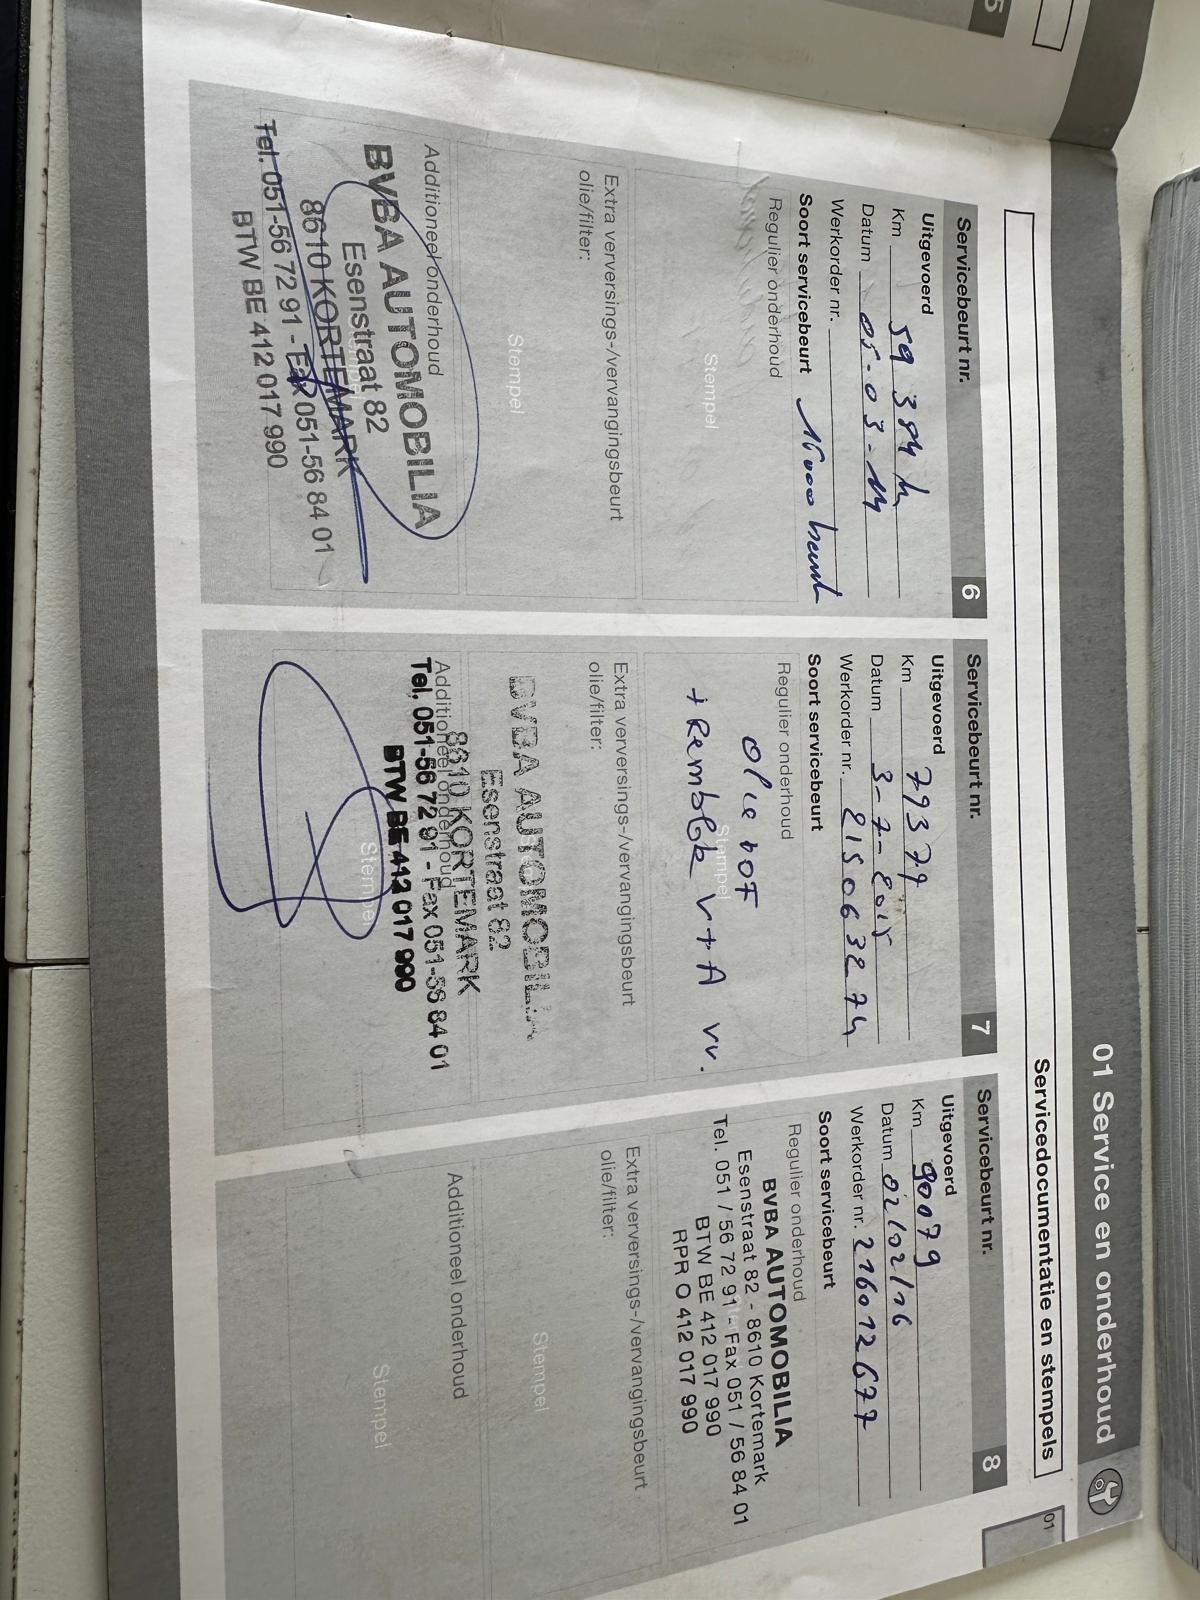 01 Service en onderhoud
01
Servicedocumentatie en stempels
5
Servicebeurt nr. 6
Uitgevoerd
Km 59 384 k
Datum 05-03-14
Werkorder nr.
Soort servicebeurt 16000 beurt
Regulier onderhoud
Stempel
Extra verversings-/vervangingsbeurt
olie/filter:
Stempel
Additioneel onderhoud
BVBA AUTOMOBILIA
Esenstraat 82
8610 KORTEMARK
Tel. 051-56 72 91 - Fax 051-56 84 01
BTW BE 412 017 990
Servicebeurt nr. 7
Uitgevoerd
Km 79379
Datum 3-7-2015
Werkorder nr. 215063274
Soort servicebeurt
Regulier onderhoud
olie bof
Stempel
+ Remblok V+A vv.
Extra verversings-/vervangingsbeurt
olie/filter:
BVBA AUTOMOBILIA
Esenstraat 82
8610 KORTEMARK
Additioneel onderhoud
Tel. 051-56 72 91 - Fax 051-56 84 01
BTW BE 412 017 990
Stempel
Servicebeurt nr. 8
Uitgevoerd
Km 90079
Datum 02/02/16
Werkorder nr. 216012677
Soort servicebeurt
Regulier onderhoud
BVBA AUTOMOBILIA
Esenstraat 82 - 8610 Kortemark
Tel. 051 / 56 72 91 - Fax 051 / 56 84 01
BTW BE 412 017 990
RPR O 412 017 990
Extra verversings-/vervangingsbeurt
olie/filter:
Stempel
Additioneel onderhoud
Stempel